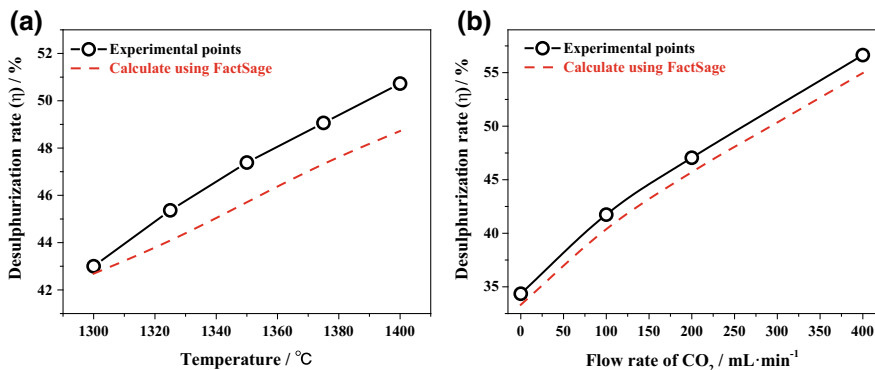 (a)
Experimental points
Calculate using FactSage
Desulphurization rate (η) / %
52
50
48
46
44
42
1300
1320
1340
1360
1380
1400
Temperature / ℃
(b)
Experimental points
Calculate using FactSage
Desulphurization rate (η) / %
55
50
45
40
35
0
50
100
150
200
250
300
350
400
Flow rate of CO₂ / mL·min⁻¹